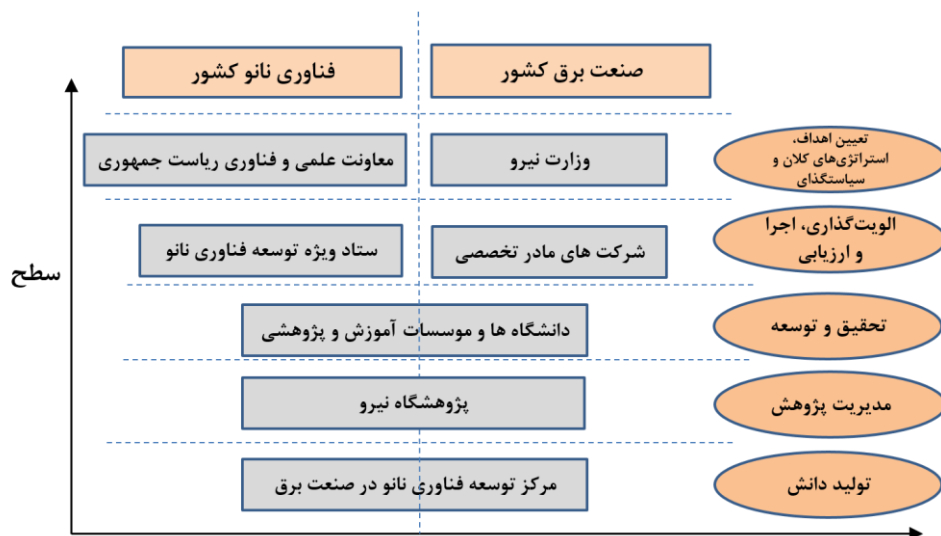 صنعت برق کشور
فناوری نانو کشور
تعیین اهداف،
استراتژی‌های کلان و
سیاستگذای
وزارت نیرو
معاونت علمی و فناوری ریاست جمهوری
الویت‌گذاری، اجرا
و ارزیابی
شرکت های مادر تخصصی
ستاد ویژه توسعه فناوری نانو
سطح
تحقیق و توسعه
دانشگاه ها و موسسات آموزش و پژوهشی
مدیریت پژوهش
پژوهشگاه نیرو
تولید دانش
مرکز توسعه فناوری نانو در صنعت برق